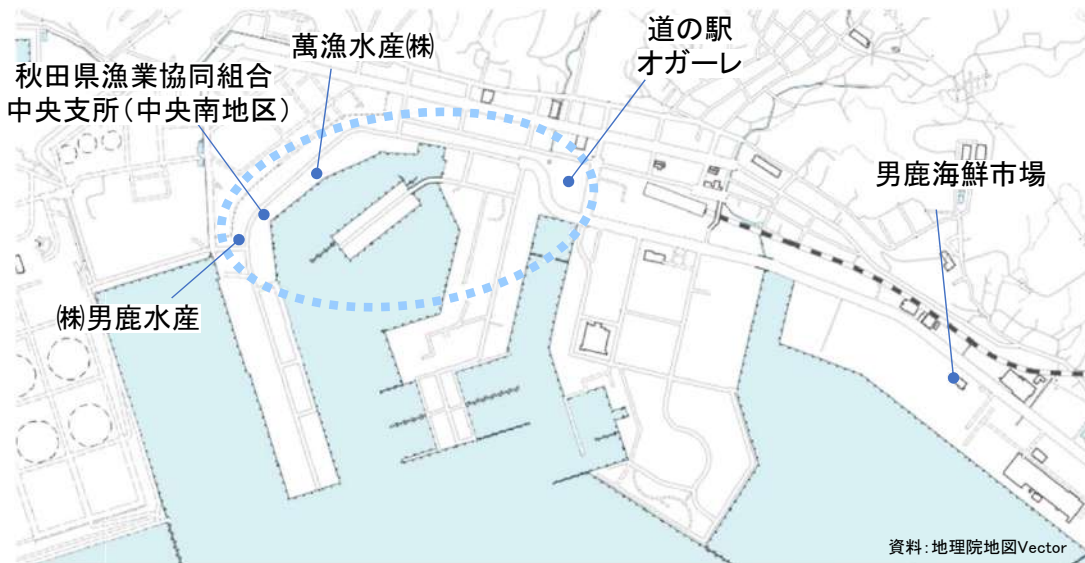 萬漁水産㈱
道の駅
オガーレ
秋田県漁業協同組合
中央支所（中央南地区）
男鹿海鮮市場
㈱男鹿水産
資料：地理院地図Vector